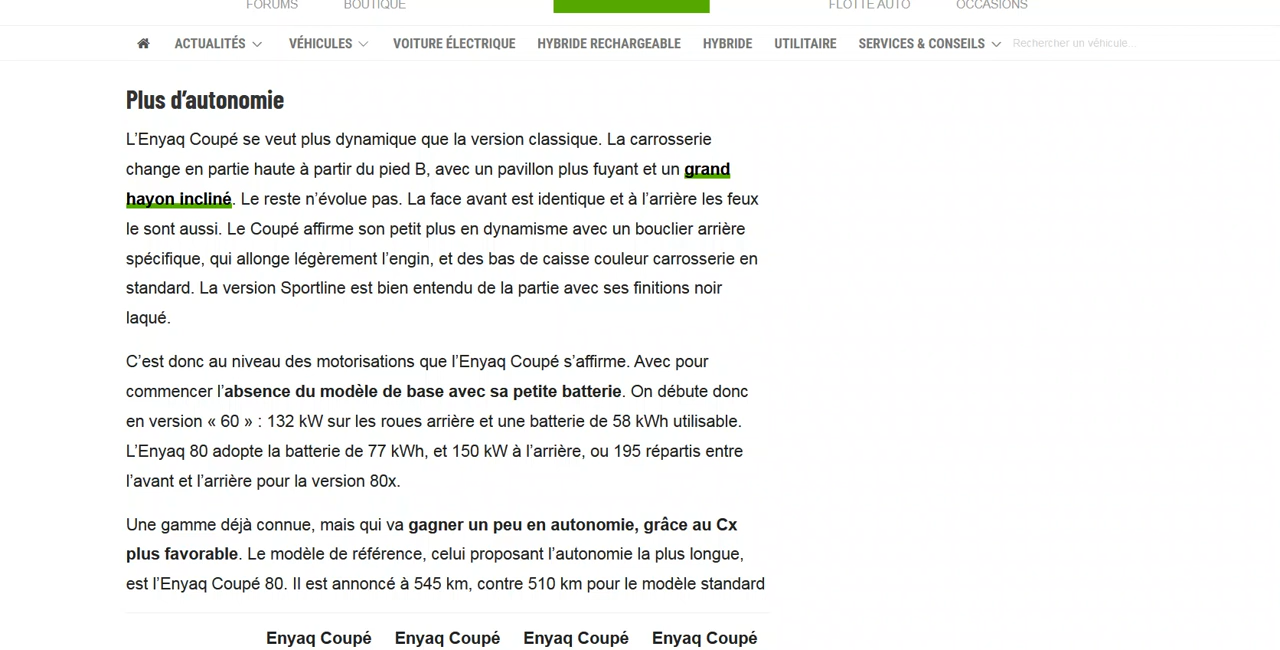 FORUMS BOUTIQUE FLOTTE AUTO OCCASIONS
ACTUALITÉS VÉHICULES VOITURE ÉLECTRIQUE HYBRIDE RECHARGEABLE HYBRIDE UTILITAIRE SERVICES & CONSEILS Rechercher un véhicule...
Plus d’autonomie
L’Enyaq Coupé se veut plus dynamique que la version classique. La carrosserie
change en partie haute à partir du pied B, avec un pavillon plus fuyant et un grand
hayon incliné. Le reste n’évolue pas. La face avant est identique et à l’arrière les feux
le sont aussi. Le Coupé affirme son petit plus en dynamisme avec un bouclier arrière
spécifique, qui allonge légèrement l’engin, et des bas de caisse couleur carrosserie en
standard. La version Sportline est bien entendu de la partie avec ses finitions noir
laqué.
C’est donc au niveau des motorisations que l’Enyaq Coupé s’affirme. Avec pour
commencer l’absence du modèle de base avec sa petite batterie. On débute donc
en version « 60 » : 132 kW sur les roues arrière et une batterie de 58 kWh utilisable.
L’Enyaq 80 adopte la batterie de 77 kWh, et 150 kW à l’arrière, ou 195 répartis entre
l’avant et l’arrière pour la version 80x.
Une gamme déjà connue, mais qui va gagner un peu en autonomie, grâce au Cx
plus favorable. Le modèle de référence, celui proposant l’autonomie la plus longue,
est l’Enyaq Coupé 80. Il est annoncé à 545 km, contre 510 km pour le modèle standard
Enyaq Coupé Enyaq Coupé Enyaq Coupé Enyaq Coupé